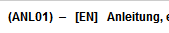 (ANL01) – [EN] Anleitung,